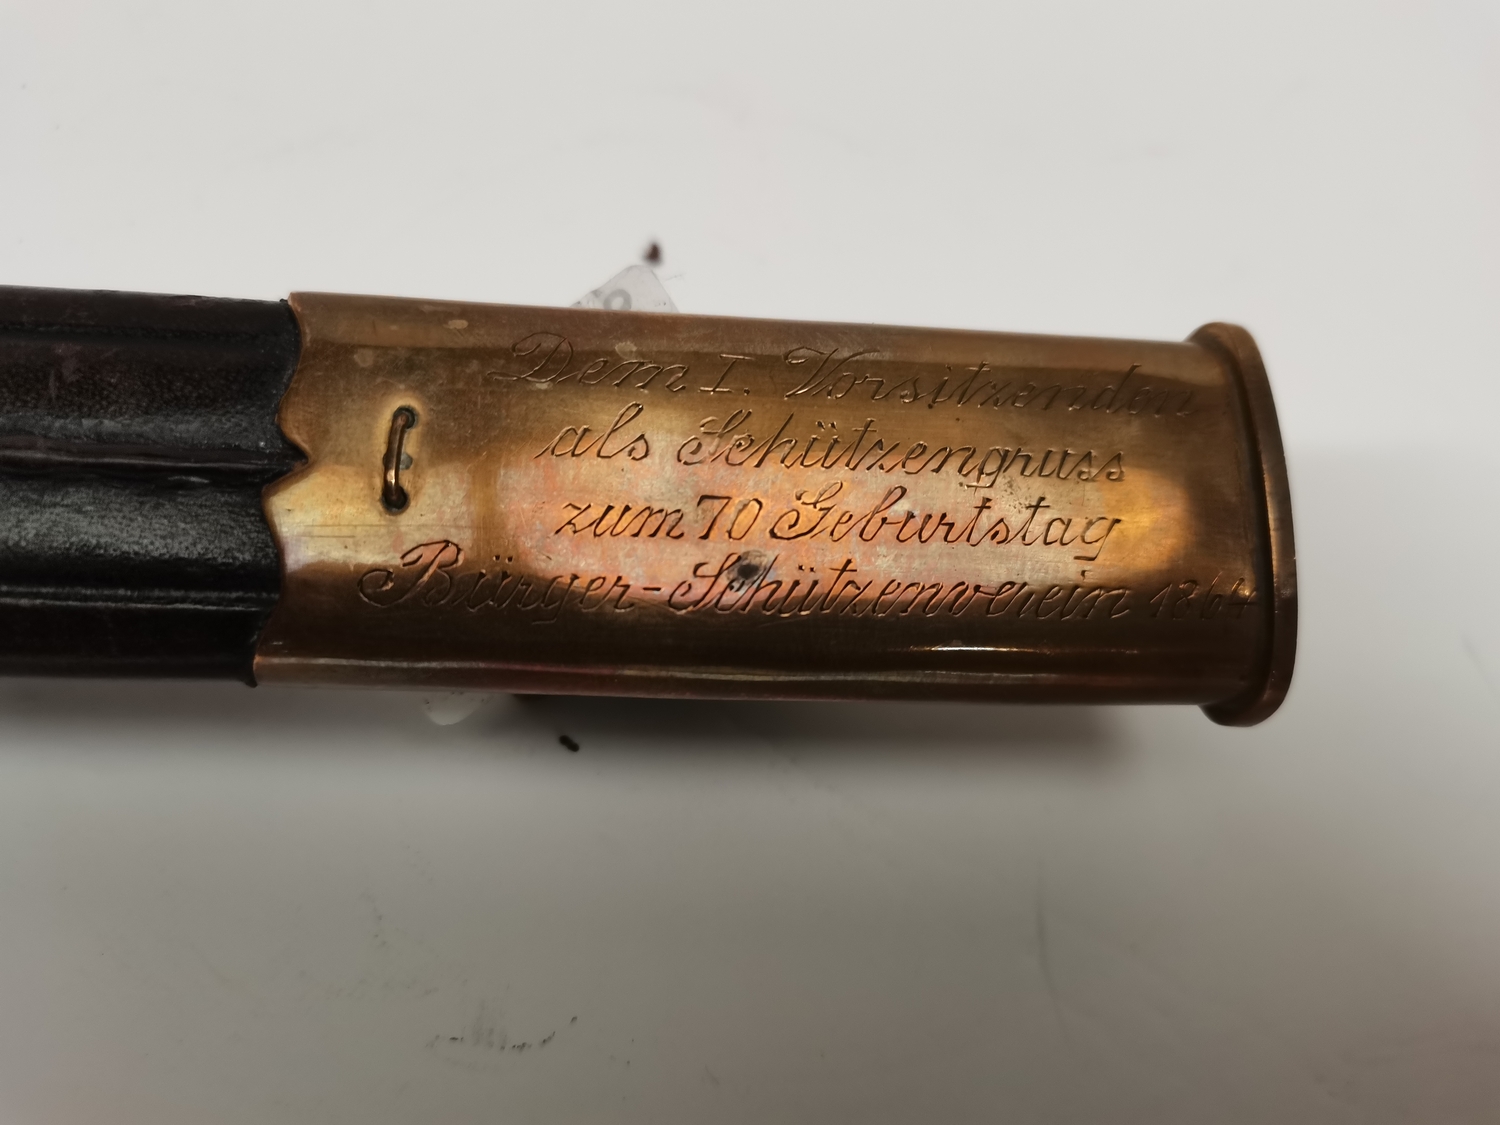 Dem I. Vorsitzenden
als Schützengruss
zum 70 Geburtstag
Bürger-Schützenverein 1864